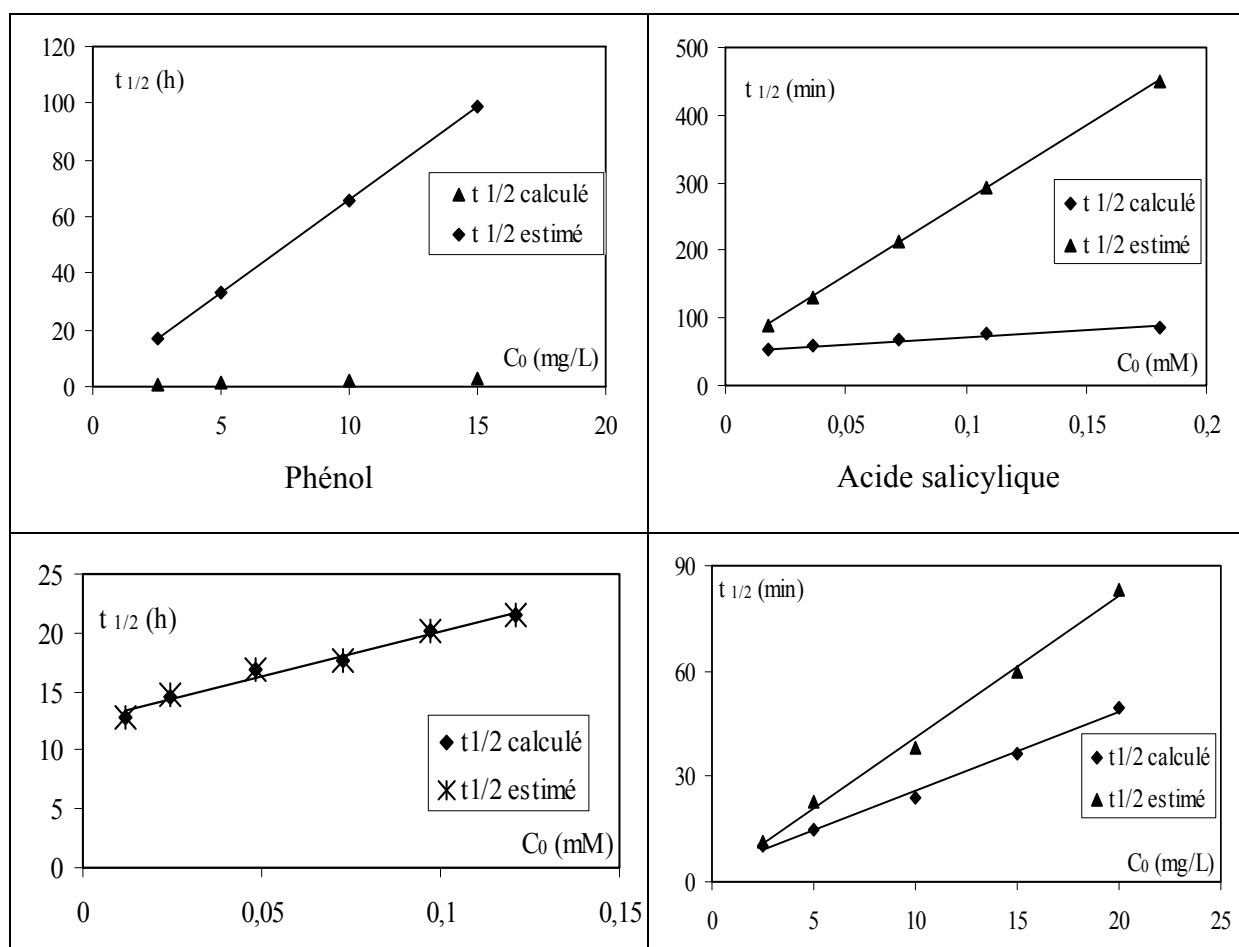 t 1/2 (h)
120
100
80
60
40
20
0
t 1/2 calculé
t 1/2 estimé
C0 (mg/L)
0 5 10 15 20
Phénol
t 1/2 (min)
500
400
300
200
100
0
t 1/2 calculé
t 1/2 estimé
C0 (mM)
0 0,05 0,1 0,15 0,2
Acide salicylique
t 1/2 (h)
25
20
15
10
5
0
t1/2 calculé
t1/2 estimé
C0 (mM)
0 0,05 0,1 0,15
t 1/2 (min)
90
60
30
0
t1/2 calculé
t1/2 estimé
C0 (mg/L)
0 5 10 15 20 25